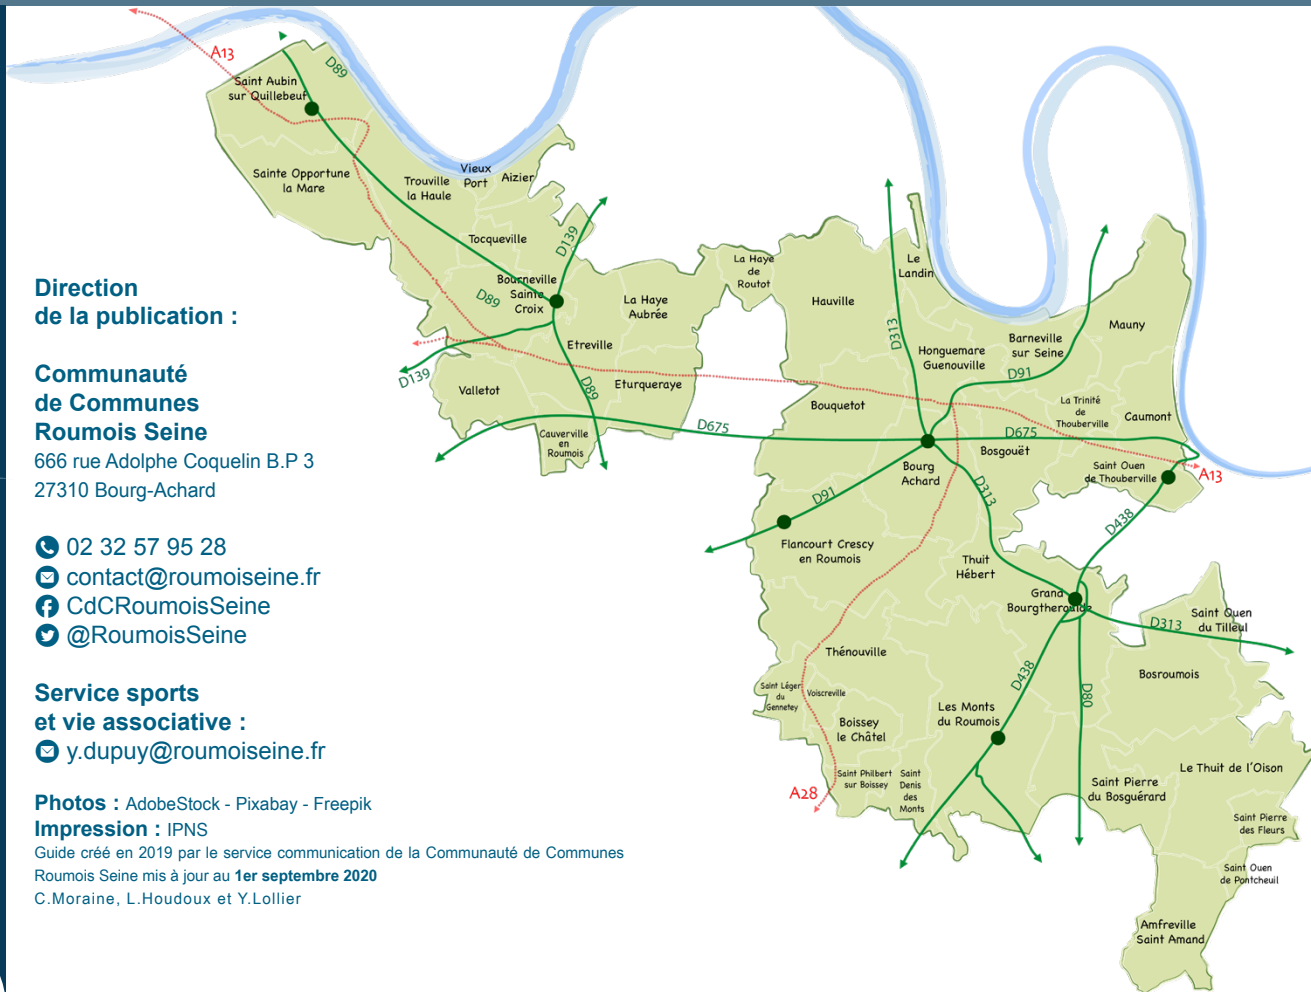 Direction
de la publication :
Communauté
de Communes
Roumois Seine
666 rue Adolphe Coquelin B.P 3
27310 Bourg-Achard
02 32 57 95 28
contact@roumoiseine.fr
CdCRoumoisSeine
@RoumoisSeine
Service sports
et vie associative :
y.dupuy@roumoiseine.fr
Photos : AdobeStock - Pixabay - Freepik
Impression : IPNS
Guide créé en 2019 par le service communication de la Communauté de Communes
Roumois Seine mis à jour au 1er septembre 2020
C.Moraine, L.Houdoux et Y.Lollier
A13
D89
Saint Aubin
sur Quillebeuf
Sainte Opportune
la Mare
Trouville
la Haule
Vieux
Port
Aizier
Tocqueville
D139
Bourneville
Sainte
Croix
D89
La Haye
Aubrée
La Haye
de
Routot
Etreville
D139
Valletot
D89
Eturqueraye
Cauverville
en
Roumois
D675
Hauville
Le
Landin
D313
Honguemare
Guenouville
Barneville
sur Seine
Mauny
D91
Bouquetot
La Trinité
de
Thouberville
Caumont
D675
Bosgouët
Bourg
Achard
Saint Ouen
de Thouberville
A13
D91
D313
D438
Flancourt Crescy
en Roumois
Thuit
Hébert
Grand
Bourgtheroulde
Saint Ouen
du Tilleul
D313
Thénouville
Bosroumois
D438
D80
Saint Léger
du
Gennetey
Voiscreville
Les Monts
du Roumois
Boissey
le Châtel
Le Thuit de l'Oison
Saint Philbert
sur Boissey
Saint
Denis
des
Monts
Saint Pierre
du Bosguérard
A28
Saint Pierre
des Fleurs
Saint Ouen
de Pontcheuil
Amfreville
Saint Amand